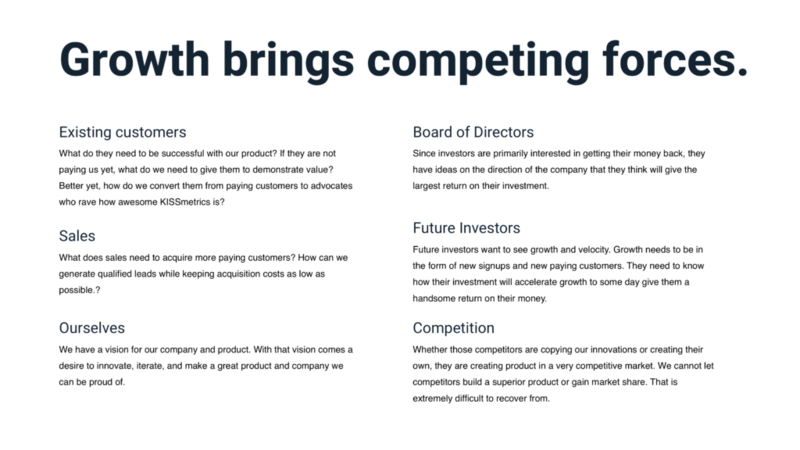 Growth brings competing forces.
Existing customers
What do they need to be successful with our product? If they are not
paying us yet, what do we need to give them to demonstrate value?
Better yet, how do we convert them from paying customers to advocates
who rave how awesome KISSmetrics is?
Sales
What does sales need to acquire more paying customers? How can we
generate qualified leads while keeping acquisition costs as low as
possible.?
Ourselves
We have a vision for our company and product. With that vision comes a
desire to innovate, iterate, and make a great product and company we
can be proud of.
Board of Directors
Since investors are primarily interested in getting their money back, they
have ideas on the direction of the company that they think will give the
largest return on their investment.
Future Investors
Future investors want to see growth and velocity. Growth needs to be in
the form of new signups and new paying customers. They need to know
how their investment will accelerate growth to some day give them a
handsome return on their money.
Competition
Whether those competitors are copying our innovations or creating their
own, they are creating product in a very competitive market. We cannot let
competitors build a superior product or gain market share. That is
extremely difficult to recover from.